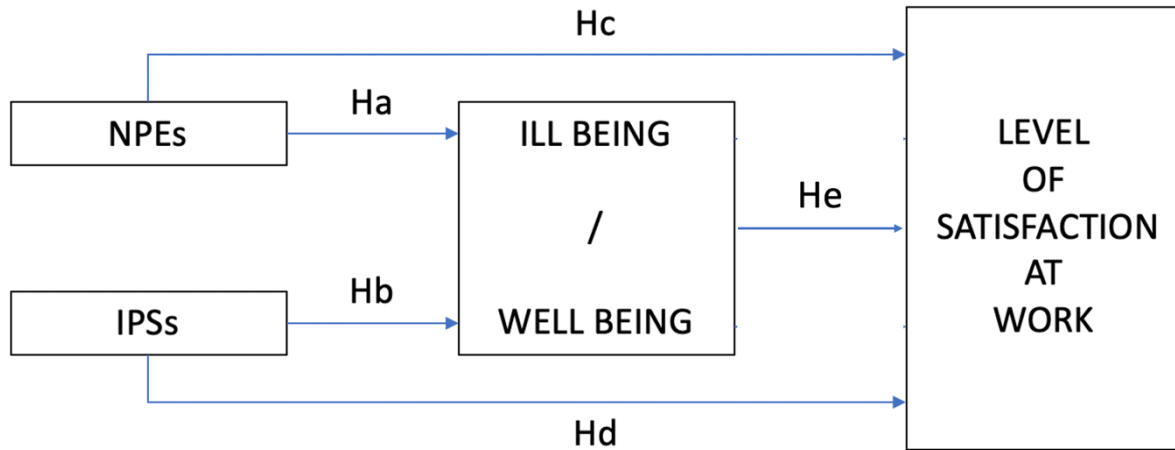 Hc
NPEs
Ha
ILL BEING
/
WELL BEING
He
LEVEL
OF
SATISFACTION
AT
WORK
IPSs
Hb
Hd